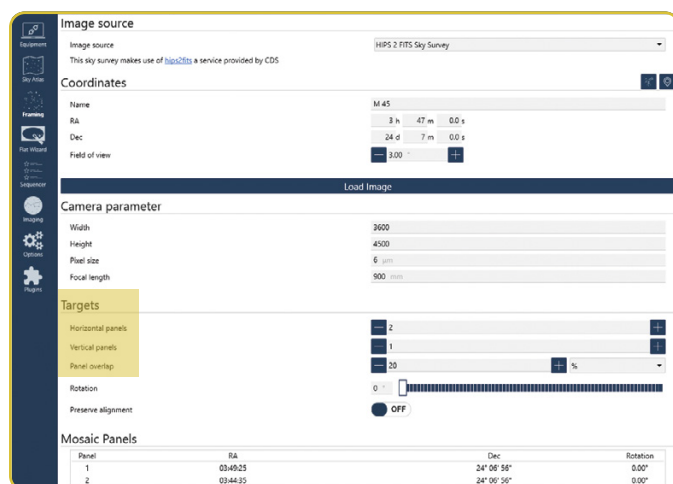 Image source
Equipment
Image source HIPS 2 FITS Sky Survey
This sky survey makes use of hips2fits a service provided by CDS
Sky Atlas
Coordinates
Name M 45
Framing
RA 3 h 47 m 0.0 s
Dec 24 d 7 m 0.0 s
Flat Wizard
Field of view 3.00 °
Sequencer
Load Image
Camera parameter
Imaging
Width 3600
Height 4500
Options
Pixel size 6 μm
Focal length 900 mm
Plugins
Targets
Horizontal panels 2
Vertical panels 1
Panel overlap 20 %
Rotation 0 °
Preserve alignment OFF
Mosaic Panels
Panel RA Dec Rotation
1 03:49:25 24° 06' 56" 0.00°
2 03:44:35 24° 06' 56" 0.00°